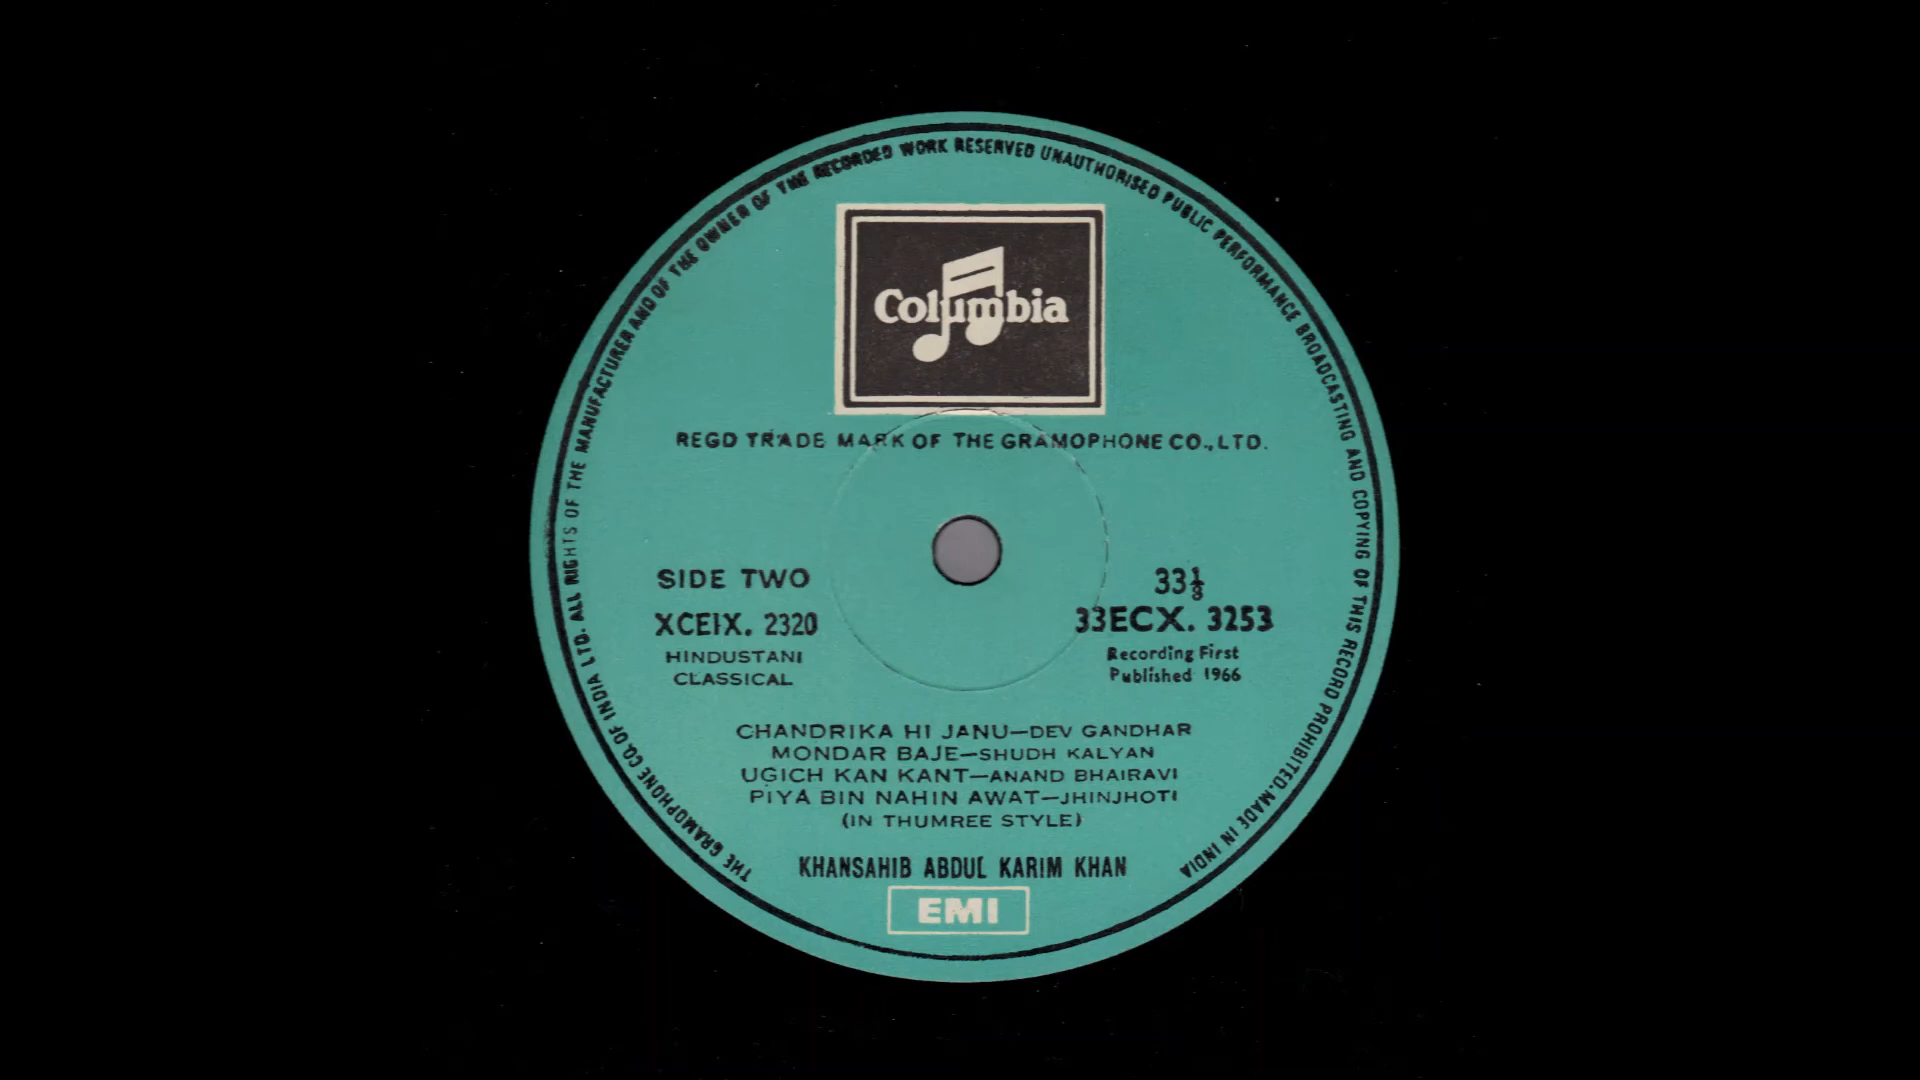 THE GRAMOPHONE CO. OF INDIA LTD. ALL RIGHTS OF THE MANUFACTURER AND OF THE OWNER OF THE RECORDED WORK RESERVED UNAUTHORISED PUBLIC PERFORMANCE BROADCASTING AND COPYING OF THIS RECORD PROHIBITED. MADE IN INDIA
Columbia
REGD TRADE MARK OF THE GRAMOPHONE CO., LTD.
SIDE TWO
XCEIX. 2320
HINDUSTANI
CLASSICAL
33⅓
33ECX. 3253
Recording First
Published 1966
CHANDRIKA HI JANU—DEV GANDHAR
MONDAR BAJE—SHUDH KALYAN
UGICH KAN KANT—ANAND BHAIRAVI
PIYA BIN NAHIN AWAT—JHINJHOTI
(IN THUMREE STYLE)
KHANSAHIB ABDUL KARIM KHAN
EMI